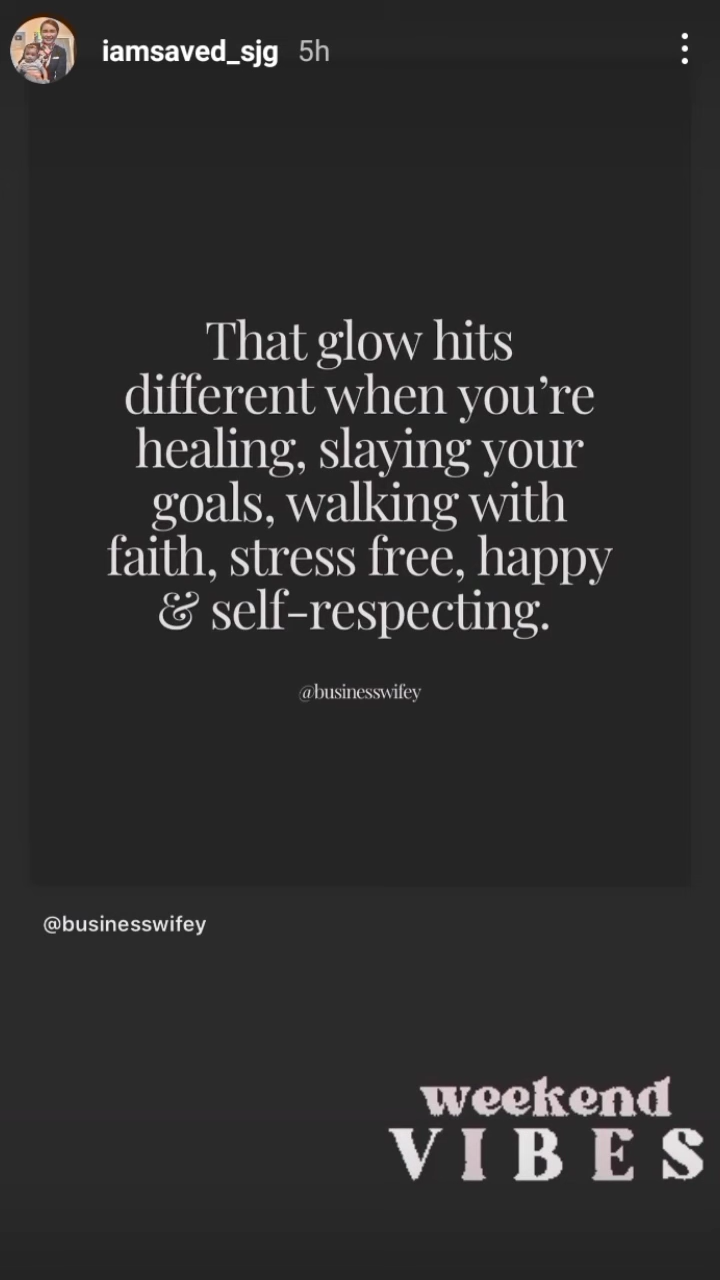 iamsaved_sjg 5h
That glow hits
different when you’re
healing, slaying your
goals, walking with
faith, stress free, happy
& self-respecting.
@businesswifey
@businesswifey
weekend
VIBES